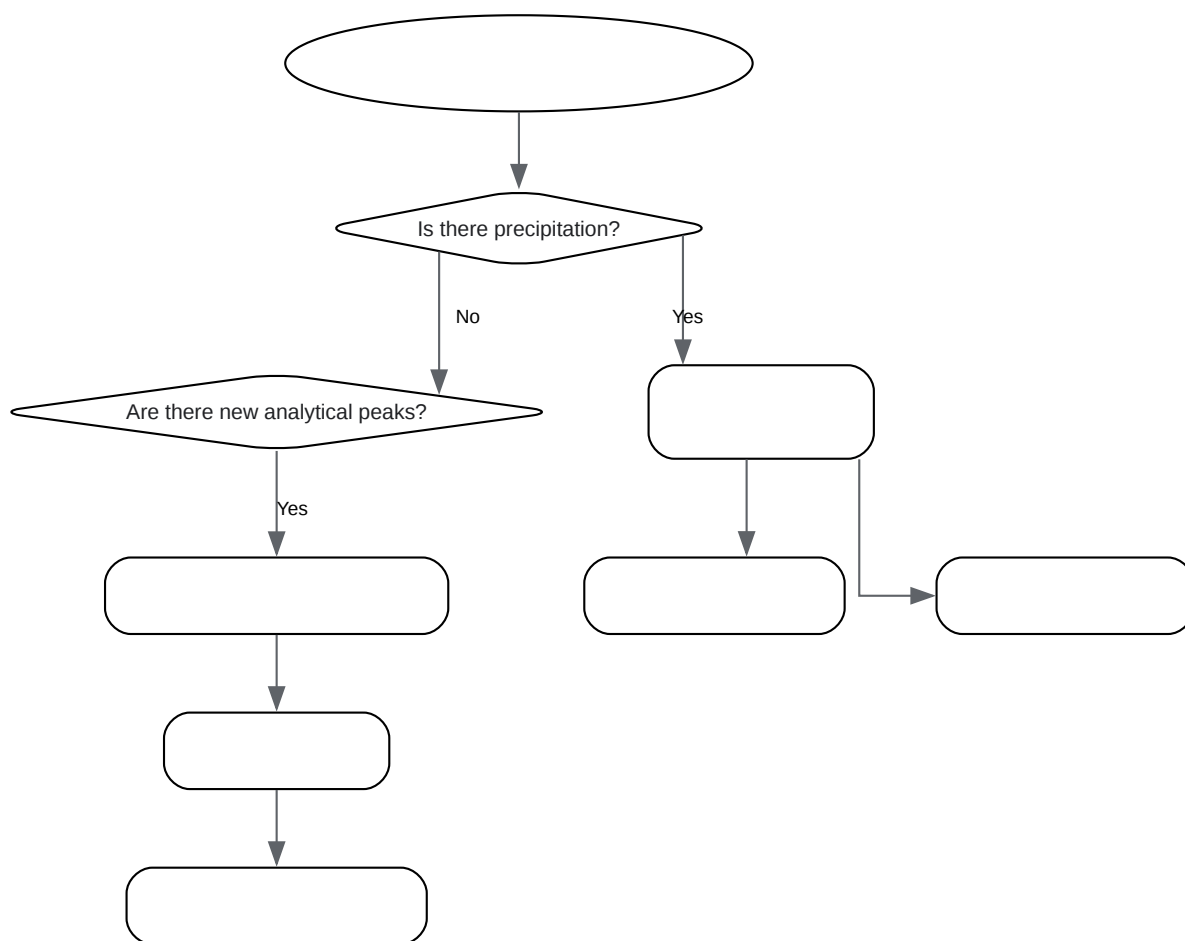 Is there precipitation?
No
Yes
Are there new analytical peaks?
Yes